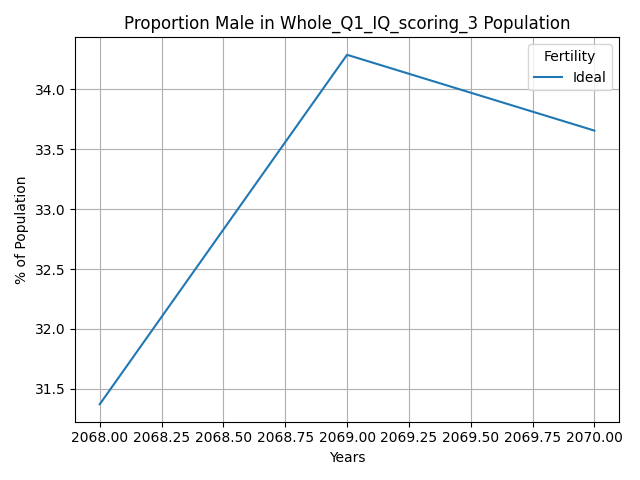 Proportion Male in Whole_Q1_IQ_scoring_3 Population
Fertility
Ideal
34.0
33.5
33.0
32.5
32.0
31.5
% of Population
2068.00 2068.25 2068.50 2068.75 2069.00 2069.25 2069.50 2069.75 2070.00
Years